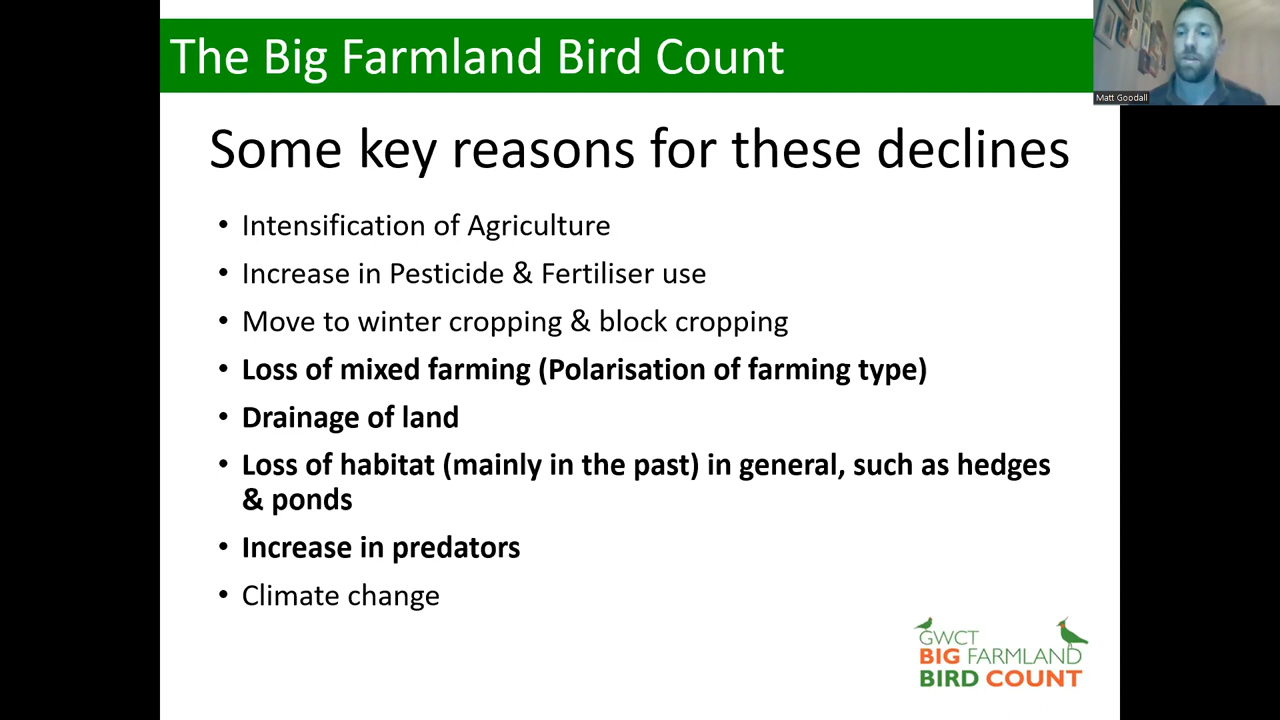 The Big Farmland Bird Count
Matt Goodall
Some key reasons for these declines
• Intensification of Agriculture
• Increase in Pesticide & Fertiliser use
• Move to winter cropping & block cropping
• Loss of mixed farming (Polarisation of farming type)
• Drainage of land
• Loss of habitat (mainly in the past) in general, such as hedges
& ponds
• Increase in predators
• Climate change
GWCT
BIG FARMLAND
BIRD COUNT